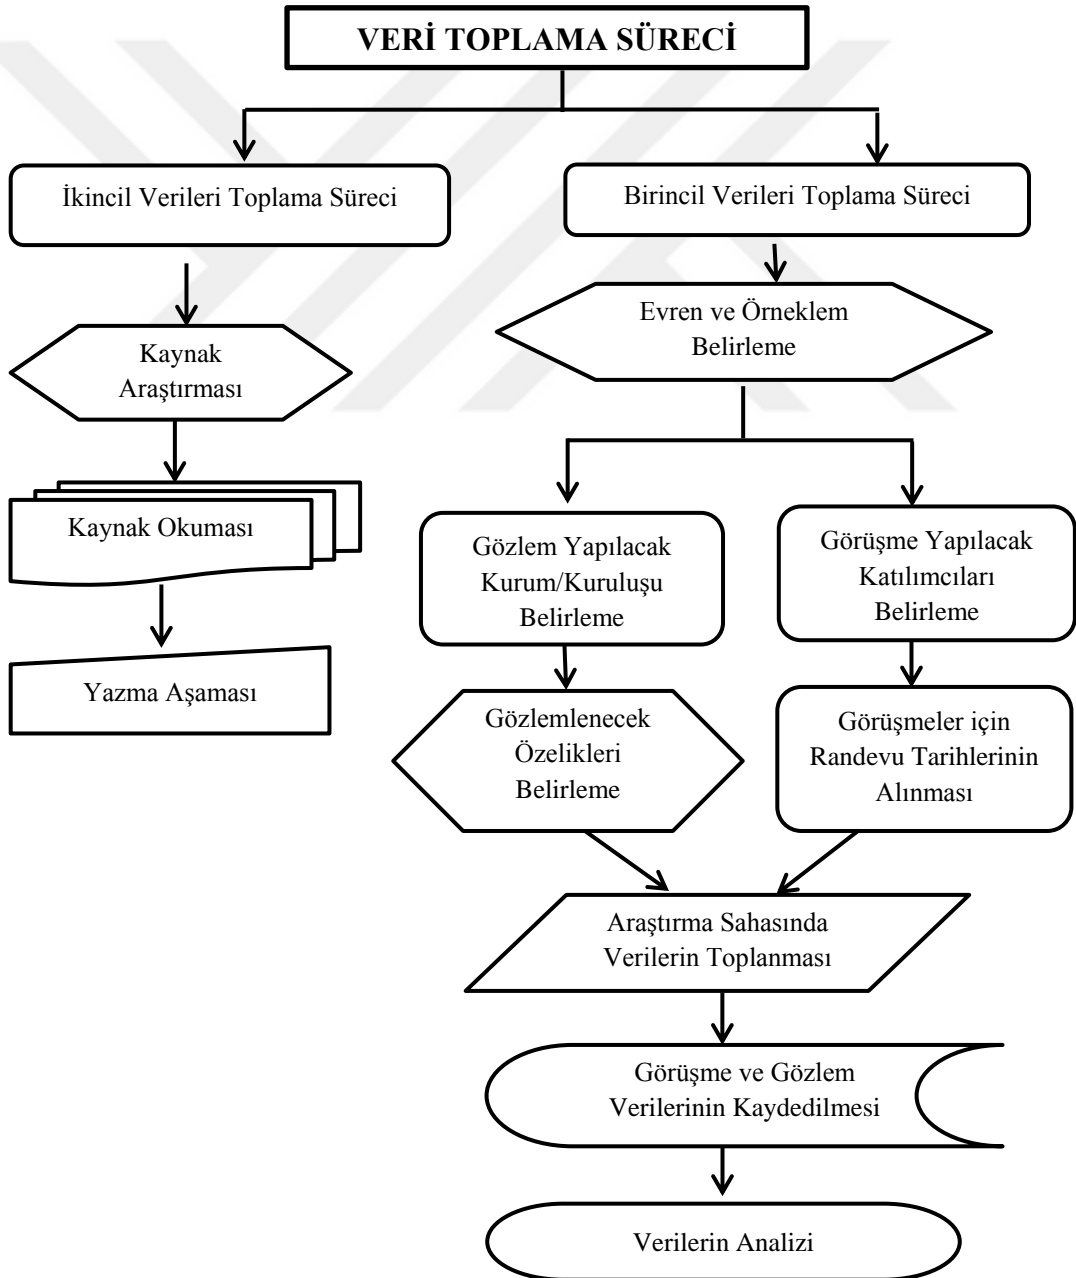 VERİ TOPLAMA SÜRECİ
İkincil Verileri Toplama Süreci
Birincil Verileri Toplama Süreci
Kaynak
Araştırması
Evren ve Örneklem
Belirleme
Kaynak Okuması
Yazma Aşaması
Gözlem Yapılacak
Kurum/Kuruluşu
Belirleme
Görüşme Yapılacak
Katılımcıları
Belirleme
Gözlemlenecek
Özelikleri
Belirleme
Görüşmeler için
Randevu Tarihlerinin
Alınması
Araştırma Sahasında
Verilerin Toplanması
Görüşme ve Gözlem
Verilerinin Kaydedilmesi
Verilerin Analizi